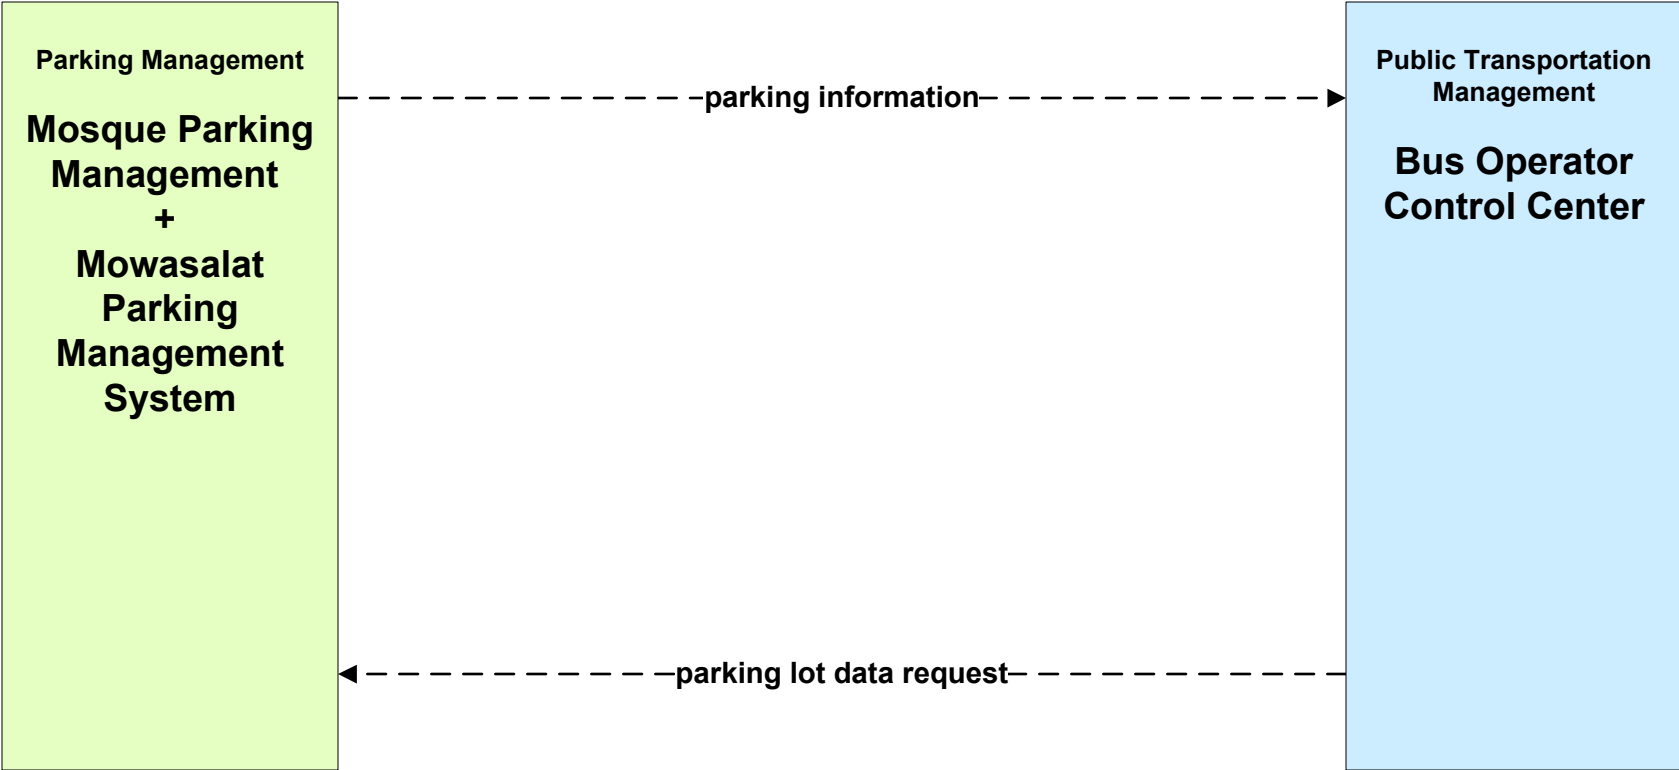 Parking Management
Mosque Parking
Management
+
Mowasalat
Parking
Management
System
parking information
parking lot data request
Public Transportation
Management
Bus Operator
Control Center